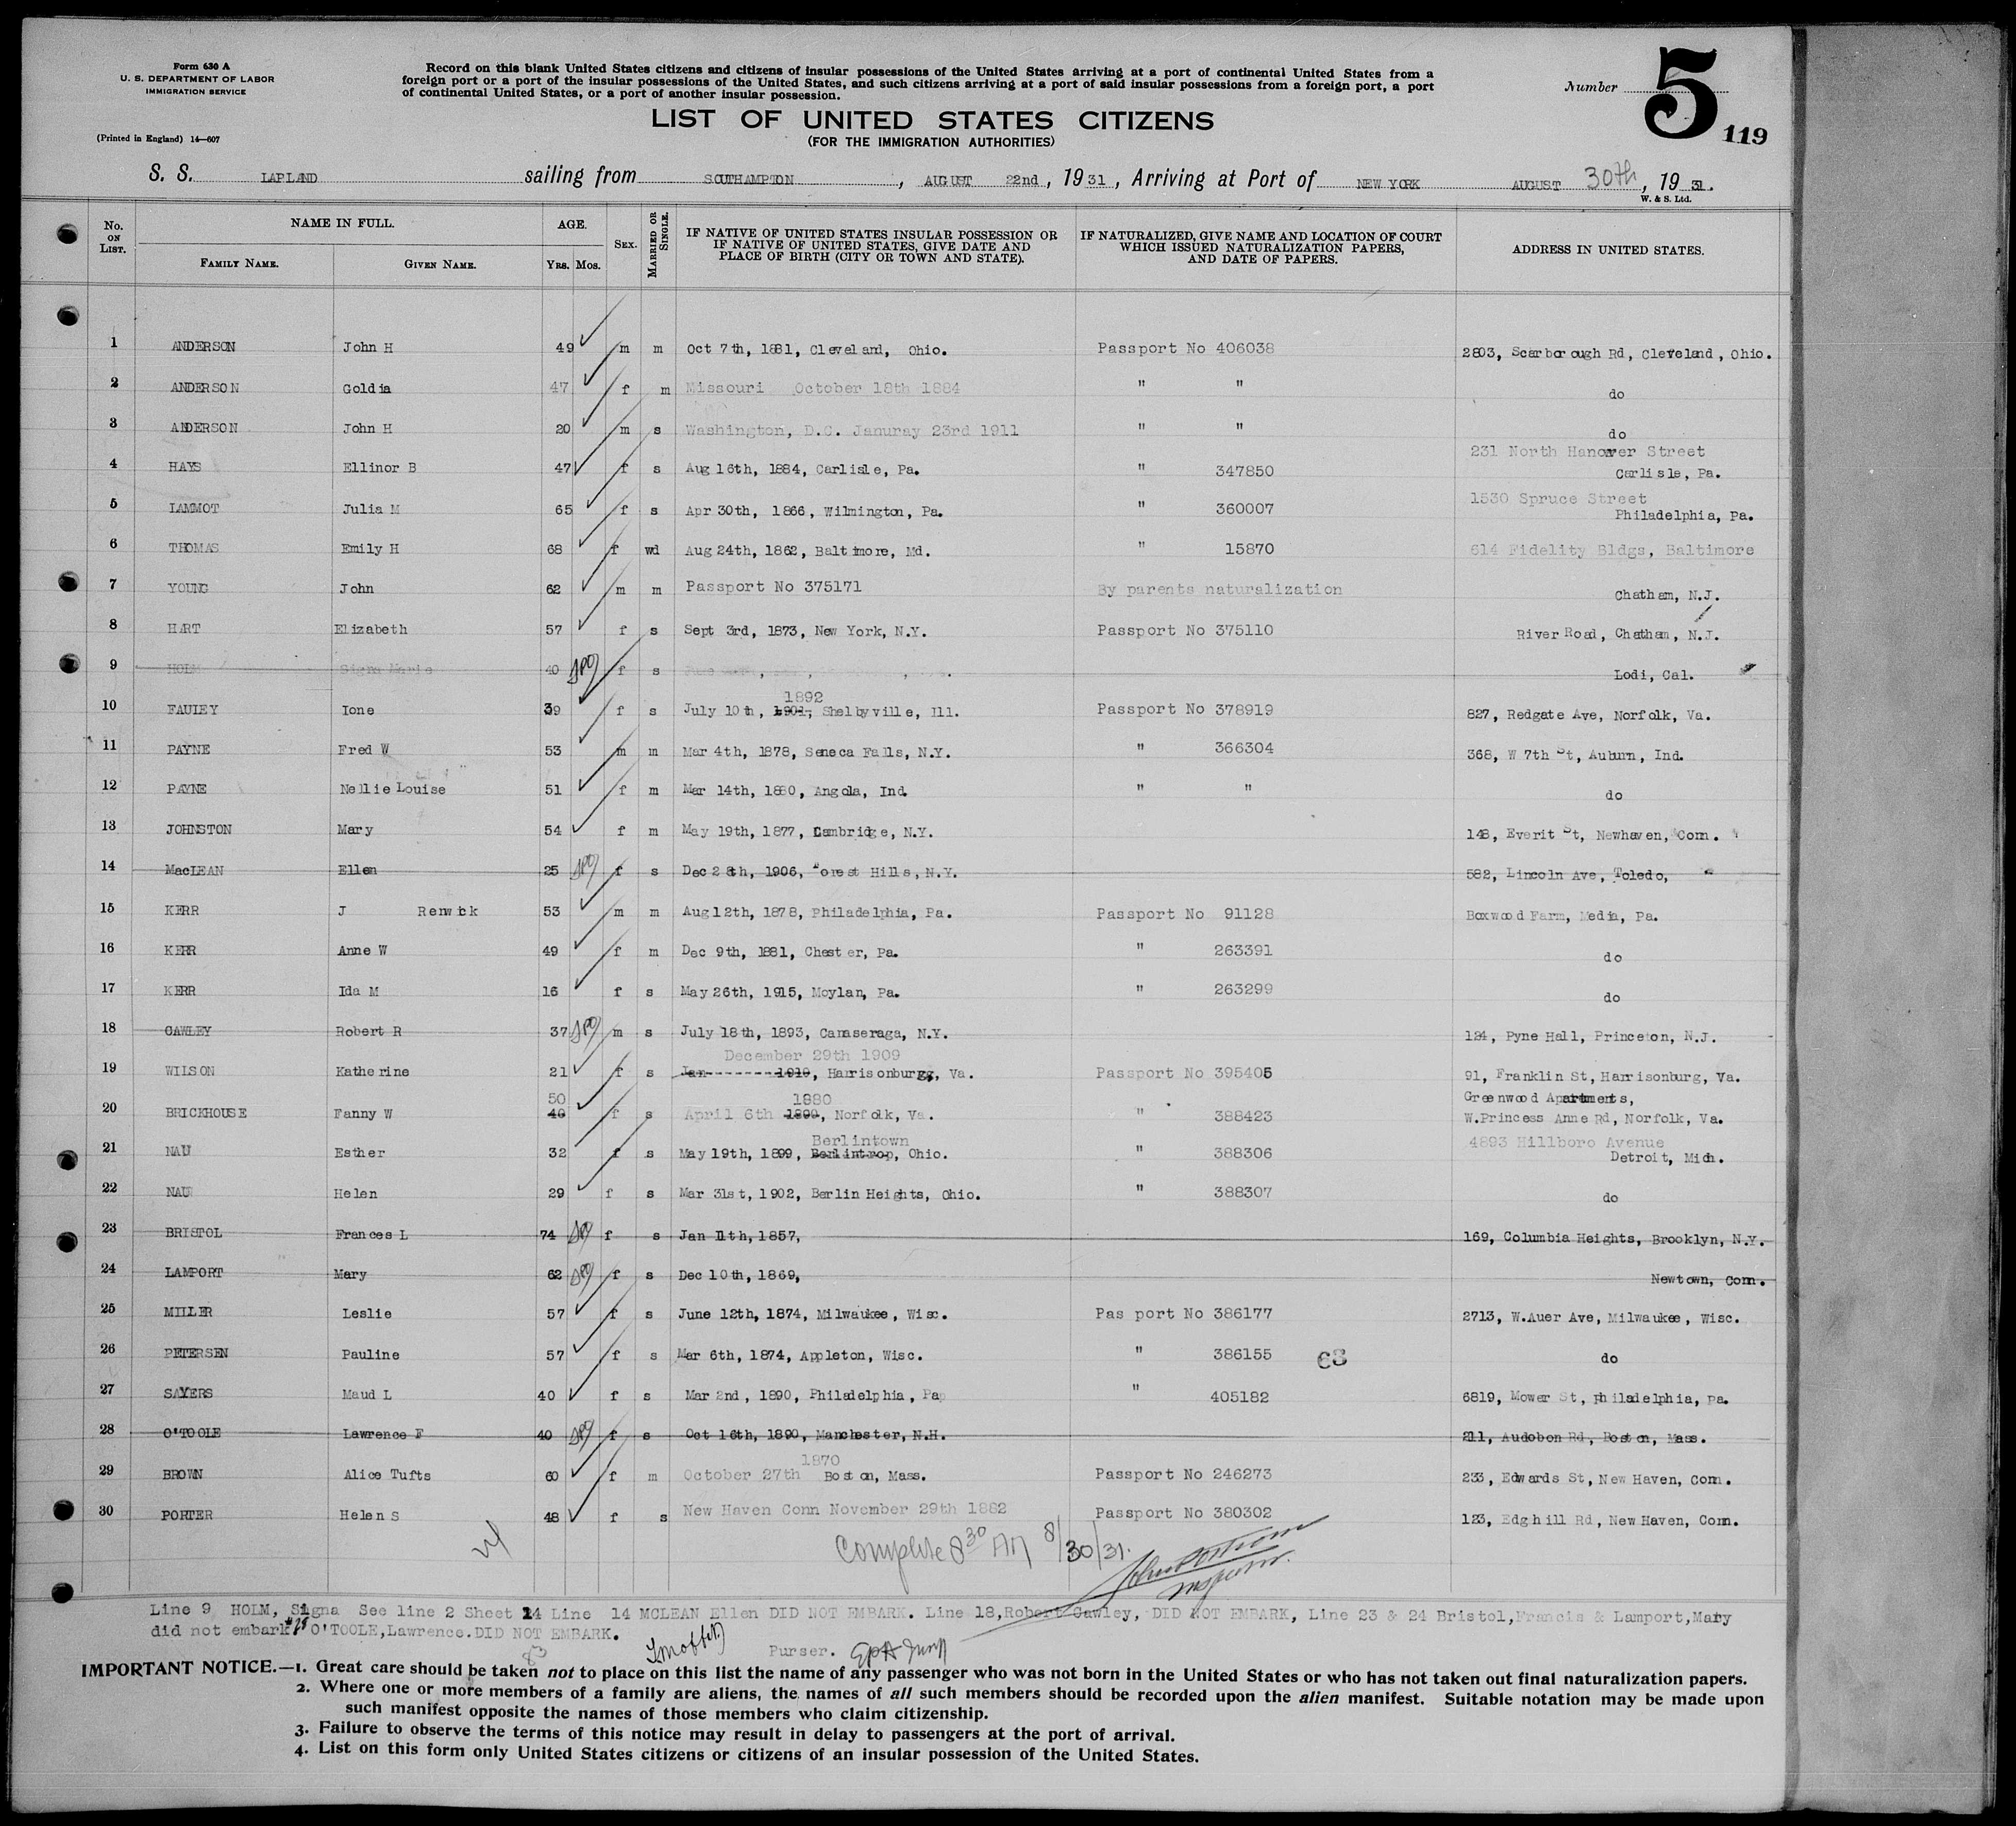 Form 630 A
U. S. DEPARTMENT OF LABOR
IMMIGRATION SERVICE
(Printed in England) 14—607
Record on this blank United States citizens and citizens of insular possessions of the United States arriving at a port of continental United States from a
foreign port or a port of the insular possessions of the United States, and such citizens arriving at a port of said insular possessions from a foreign port, a port
of continental United States, or a port of another insular possession.
Number 5
119
LIST OF UNITED STATES CITIZENS
(FOR THE IMMIGRATION AUTHORITIES)
S. S. LAPLAND sailing from SOUTHAMPTON, AUGUST 22nd, 1931, Arriving at Port of NEW YORK AUGUST 30th, 1931.
W. & S. Ltd.
No. ON LIST. NAME IN FULL. FAMILY NAME. GIVEN NAME. AGE. YRS. MOS. SEX. MARRIED OR SINGLE. IF NATIVE OF UNITED STATES INSULAR POSSESSION OR IF NATIVE OF UNITED STATES, GIVE DATE AND PLACE OF BIRTH (CITY OR TOWN AND STATE). IF NATURALIZED, GIVE NAME AND LOCATION OF COURT WHICH ISSUED NATURALIZATION PAPERS, AND DATE OF PAPERS. ADDRESS IN UNITED STATES.
1 ANDERSON John H 49 m m Oct 7th, 1881, Cleveland, Ohio. Passport No 406038 2803, Scarborough Rd, Cleveland, Ohio.
2 ANDERSON Goldia 47 f m Missouri October 18th 1884 " " do
3 ANDERSON John H 20 m s Washington, D.C. Januray 23rd 1911 " " do
4 HAYS Ellinor B 47 f s Aug 16th, 1884, Carlisle, Pa. " 347850 231 North Hanover Street Carlisle, Pa.
5 LAMMOT Julia M 65 f s Apr 30th, 1866, Wilmington, Pa. " 360007 1530 Spruce Street Philadelphia, Pa.
6 THOMAS Emily H 68 f wd Aug 24th, 1862, Baltimore, Md. " 15870 614 Fidelity Bldgs, Baltimore
7 YOUNG John 62 m m Passport No 375171 By parents naturalization Chatham, N.J.
8 HART Elizabeth 57 f s Sept 3rd, 1873, New York, N.Y. Passport No 375110 River Road, Chatham, N.J.
9 HOLM Signa Marie 40 f s Lodi, Cal.
10 FAULEY Ione 39 f s July 10th, 1901, 1892 Shelbyville, Ill. Passport No 378919 827, Redgate Ave, Norfolk, Va.
11 PAYNE Fred W 53 m m Mar 4th, 1878, Seneca Falls, N.Y. " 366304 368, W 7th St, Auburn, Ind.
12 PAYNE Nellie Louise 51 f m Mar 14th, 1880, Angola, Ind. " " do
13 JOHNSTON Mary 54 f m May 19th, 1877, Cambridge, N.Y. 148, Everit St, Newhaven, Conn.
14 MacLEAN Ellen 25 f s Dec 28th, 1906, Forest Hills, N.Y. 582, Lincoln Ave, Toledo,
15 KERR J Renwick 53 m m Aug 12th, 1878, Philadelphia, Pa. Passport No 91128 Boxwood Farm, Media, Pa.
16 KERR Anne W 49 f m Dec 9th, 1881, Chester, Pa. " 263391 do
17 KERR Ida M 16 f s May 26th, 1915, Moylan, Pa. " 263299 do
18 CAWLEY Robert R 37 m s July 18th, 1893, Canaseraga, N.Y. 124, Pyne Hall, Princeton, N.J.
19 WILSON Katherine 21 f s December 29th 1909 Jan 1910, Harrisonburgg, Va. Passport No 395405 91, Franklin St, Harrisonburg, Va.
20 BRICKHOUSE Fanny W 50 40 f s April 6th 1880 1890, Norfolk, Va. " 388423 Greenwood Apartments, W.Princess Anne Rd, Norfolk, Va.
21 NAU Esther 32 f s May 19th, 1899, Berlintown Berlintrop, Ohio. " 388306 4893 Hillboro Avenue Detroit, Mich.
22 NAU Helen 29 f s Mar 31st, 1902, Berlin Heights, Ohio. " 388307 do
23 BRISTOL Frances L 74 f s Jan 11th, 1857, 169, Columbia Heights, Brooklyn, N.Y.
24 LAMPORT Mary 62 f s Dec 10th, 1869, Newtown, Conn.
25 MILLER Leslie 57 f s June 12th, 1874, Milwaukee, Wisc. Pas port No 386177 2713, W.Auer Ave, Milwaukee, Wisc.
26 PETERSEN Pauline 57 f s Mar 6th, 1874, Appleton, Wisc. " 386155 63 do
27 SAYERS Maud L 40 f s Mar 2nd, 1890, Philadelphia, Pa " 405182 6819, Mower St, Philadelphia, Pa.
28 O'TOOLE Lawrence F 40 f s Oct 16th, 1890, Manchester, N.H. 211, Audobon Rd, Boston, Mass.
29 BROWN Alice Tufts 60 f m October 27th 1870 Boston, Mass. Passport No 246273 233, Edwards St, New Haven, Conn.
30 PORTER Helen S 48 f s New Haven Conn November 29th 1882 Passport No 380302 123, Edghill Rd, New Haven, Conn.
Complete 8 30 AM 8/30/31.
Inspector.
Line 9 HOLM, Signa See line 2 Sheet 14 Line 14 MCLEAN Ellen DID NOT EMBARK. Line 18, Robert Cawley, DID NOT EMBARK, Line 23 & 24 Bristol, Francis & Lamport, Mary
did not embark O'TOOLE, Lawrence. DID NOT EMBARK.
Purser.
IMPORTANT NOTICE.—1. Great care should be taken not to place on this list the name of any passenger who was not born in the United States or who has not taken out final naturalization papers.
2. Where one or more members of a family are aliens, the names of all such members should be recorded upon the alien manifest. Suitable notation may be made upon
such manifest opposite the names of those members who claim citizenship.
3. Failure to observe the terms of this notice may result in delay to passengers at the port of arrival.
4. List on this form only United States citizens or citizens of an insular possession of the United States.